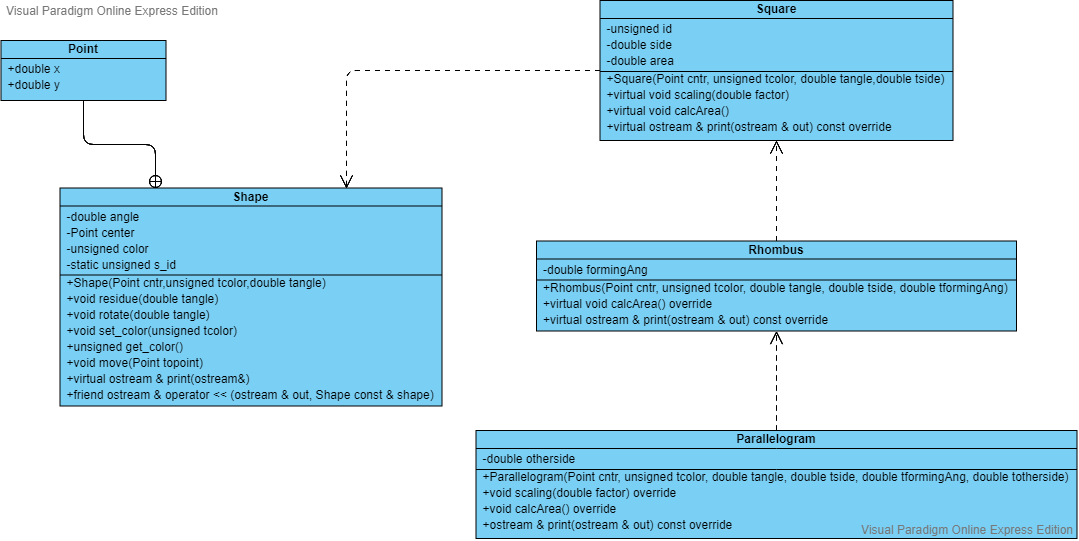 Visual Paradigm Online Express Edition
Point
+double x
+double y
Square
-unsigned id
-double side
-double area
+Square(Point cntr, unsigned tcolor, double tangle,double tside)
+virtual void scaling(double factor)
+virtual void calcArea()
+virtual ostream & print(ostream & out) const override
Shape
-double angle
-Point center
-unsigned color
-static unsigned s_id
+Shape(Point cntr,unsigned tcolor,double tangle)
+void residue(double tangle)
+void rotate(double tangle)
+void set_color(unsigned tcolor)
+unsigned get_color()
+void move(Point topoint)
+virtual ostream & print(ostream&)
+friend ostream & operator << (ostream & out, Shape const & shape)
Rhombus
-double formingAng
+Rhombus(Point cntr, unsigned tcolor, double tangle, double tside, double tformingAng)
+virtual void calcArea() override
+virtual ostream & print(ostream & out) const override
Parallelogram
-double otherside
+Parallelogram(Point cntr, unsigned tcolor, double tangle, double tside, double tformingAng, double totherside)
+void scaling(double factor) override
+void calcArea() override
+ostream & print(ostream & out) const override
Visual Paradigm Online Express Edition